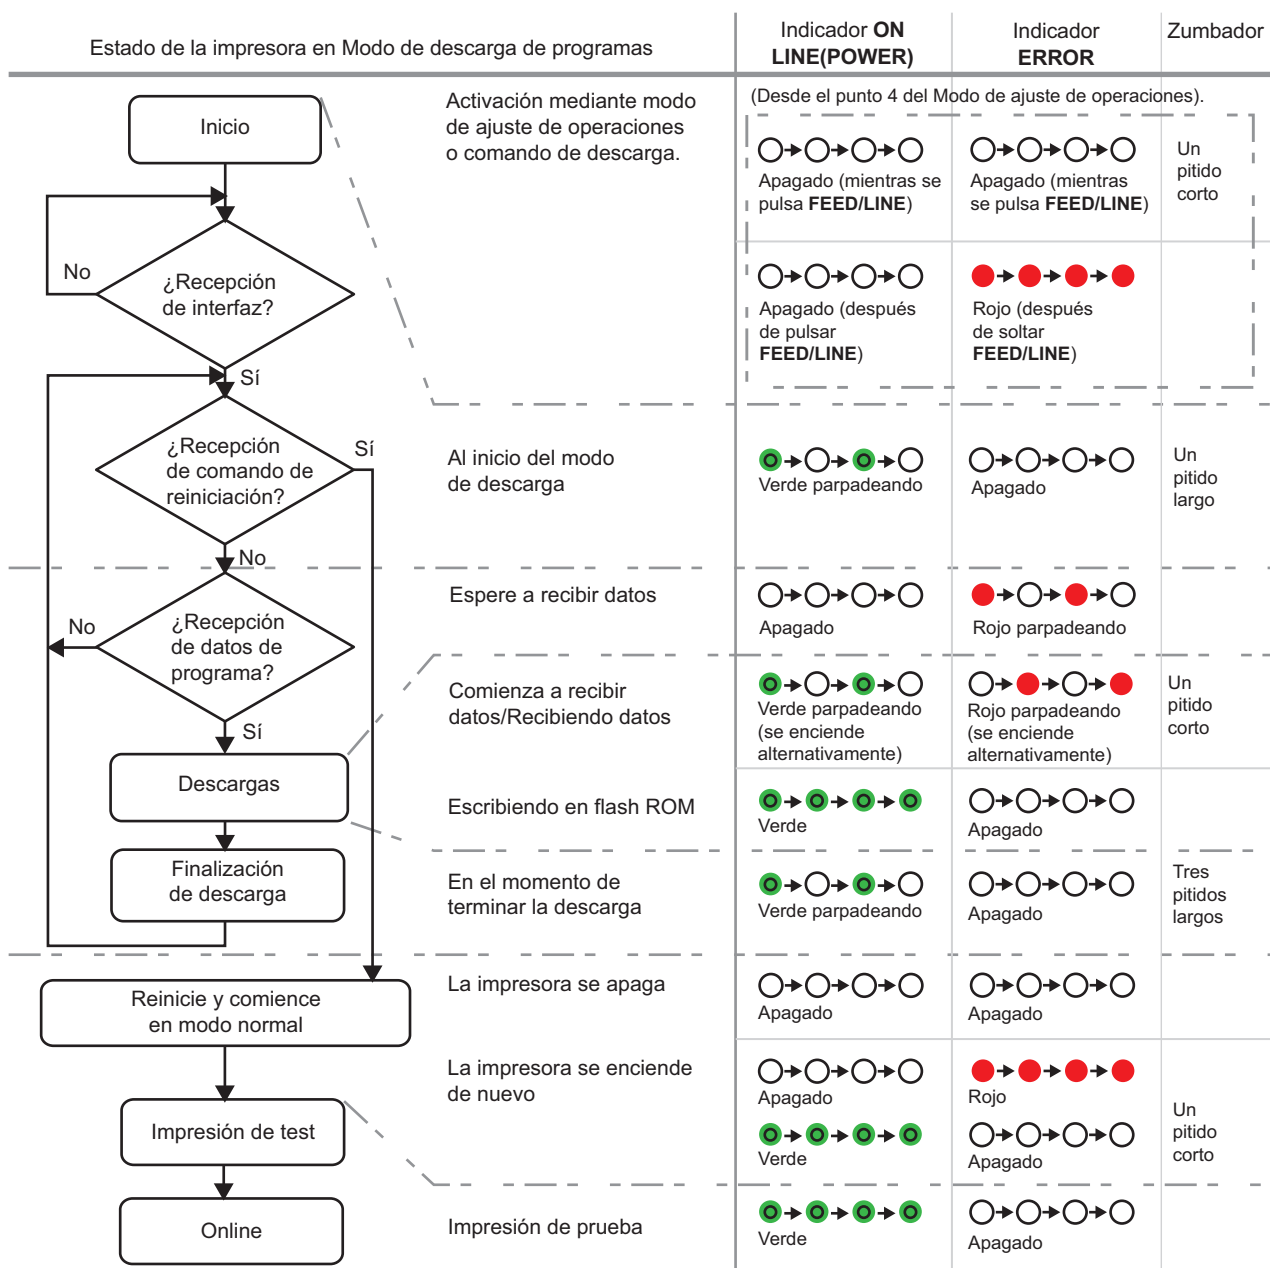 Estado de la impresora en Modo de descarga de programas
Indicador ON
LINE(POWER)
Indicador
ERROR
Zumbador
Inicio
Activación mediante modo
de ajuste de operaciones
o comando de descarga.
(Desde el punto 4 del Modo de ajuste de operaciones).
Apagado (mientras se
pulsa FEED/LINE)
Apagado (mientras
se pulsa FEED/LINE)
Un
pitido
corto
No
¿Recepción
de interfaz?
Apagado (después
de pulsar
FEED/LINE)
Rojo (después
de soltar
FEED/LINE)
Sí
¿Recepción
de comando de
reiniciación?
Sí
Al inicio del modo
de descarga
Verde parpadeando
Apagado
Un
pitido
largo
No
Espere a recibir datos
Apagado
Rojo parpadeando
No
¿Recepción
de datos de
programa?
Sí
Comienza a recibir
datos/Recibiendo datos
Verde parpadeando
(se enciende
alternativamente)
Rojo parpadeando
(se enciende
alternativamente)
Un
pitido
corto
Descargas
Escribiendo en flash ROM
Verde
Apagado
Finalización
de descarga
En el momento de
terminar la descarga
Verde parpadeando
Apagado
Tres
pitidos
largos
Reinicie y comience
en modo normal
La impresora se apaga
Apagado
Apagado
La impresora se enciende
de nuevo
Apagado
Rojo
Impresión de test
Verde
Apagado
Un
pitido
corto
Online
Impresión de prueba
Verde
Apagado